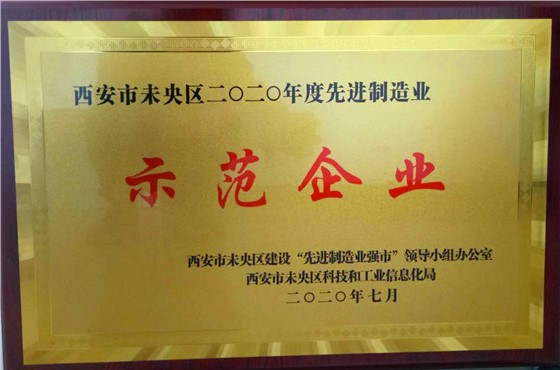 西安市未央区二〇二〇年度先进制造业
示范企业
西安市未央区建设“先进制造业强市”领导小组办公室
西安市未央区科技和工业信息化局
二〇二〇年七月